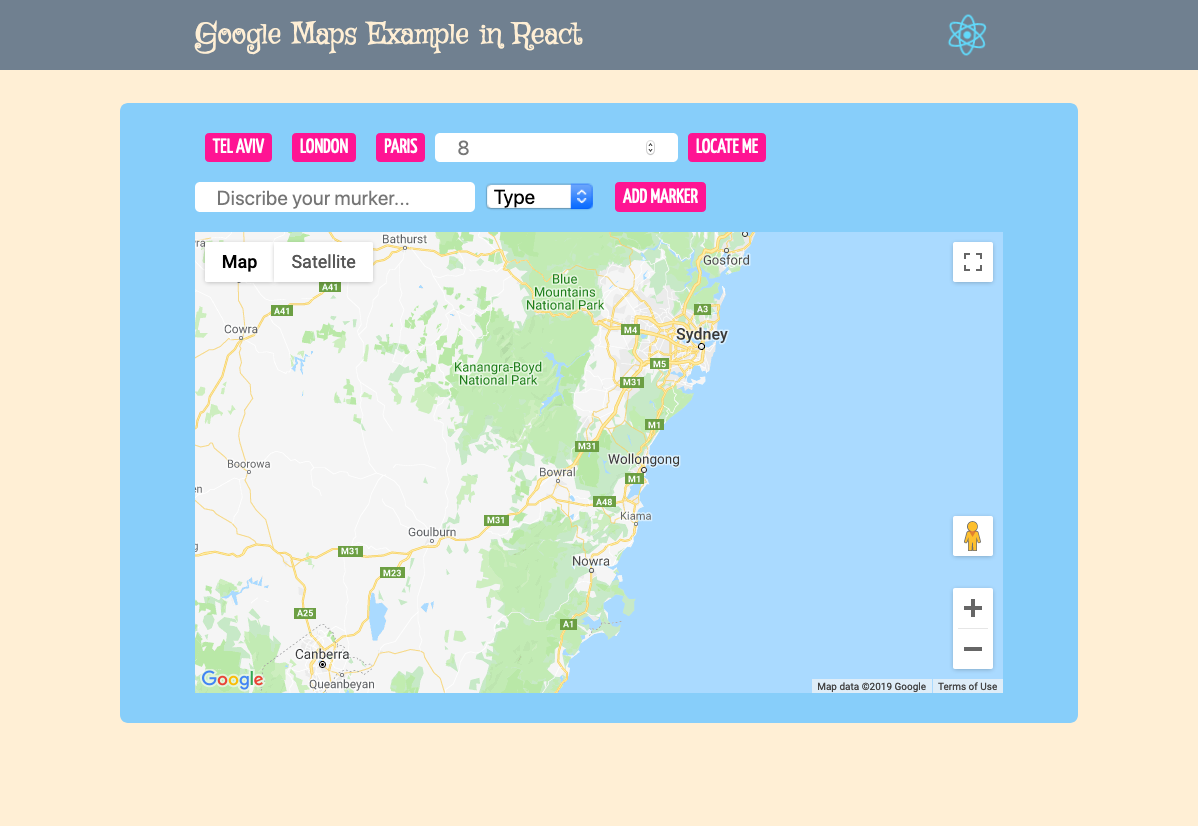 Google Maps Example in React
TEL AVIV LONDON PARIS 8 LOCATE ME
Discribe your murker... Type ADD MARKER
Map Satellite
Bathurst
Gosford
A41
Blue
Mountains
National Park
A41
A3
Cowra
M4
Sydney
M5
Kanangra-Boyd
National Park
M31
M1
M31
Wollongong
Boorowa
Bowral
M1
A48
Kiama
M31
Goulburn
M31
Nowra
M23
A25
A1
Canberra
Queanbeyan
Google
Map data ©2019 Google Terms of Use